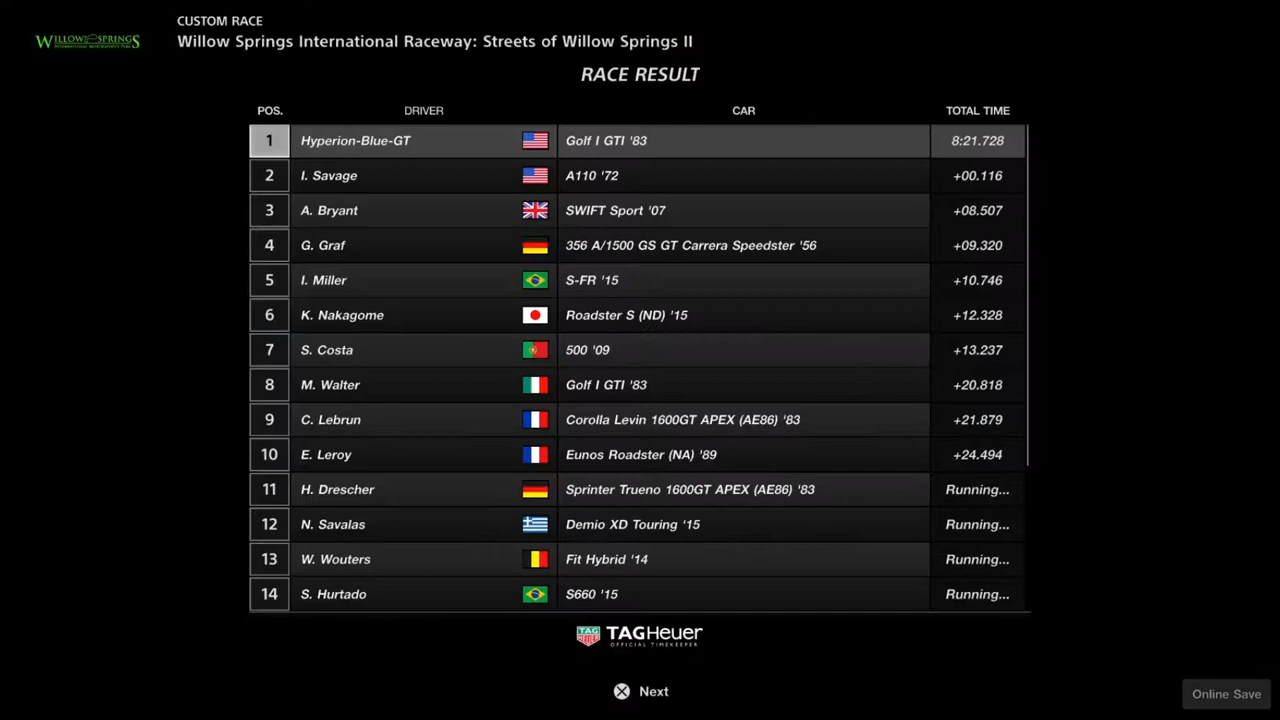 CUSTOM RACE
WILLOW SPRINGS
INTERNATIONAL MOTORSPORTS PARK
Willow Springs International Raceway: Streets of Willow Springs II
RACE RESULT
POS. DRIVER CAR TOTAL TIME
1 Hyperion-Blue-GT Golf I GTI '83 8:21.728
2 I. Savage A110 '72 +00.116
3 A. Bryant SWIFT Sport '07 +08.507
4 G. Graf 356 A/1500 GS GT Carrera Speedster '56 +09.320
5 I. Miller S-FR '15 +10.746
6 K. Nakagome Roadster S (ND) '15 +12.328
7 S. Costa 500 '09 +13.237
8 M. Walter Golf I GTI '83 +20.818
9 C. Lebrun Corolla Levin 1600GT APEX (AE86) '83 +21.879
10 E. Leroy Eunos Roadster (NA) '89 +24.494
11 H. Drescher Sprinter Trueno 1600GT APEX (AE86) '83 Running...
12 N. Savalas Demio XD Touring '15 Running...
13 W. Wouters Fit Hybrid '14 Running...
14 S. Hurtado S660 '15 Running...
TAG HEUER TAGHeuer
OFFICIAL TIMEKEEPER
Next
Online Save